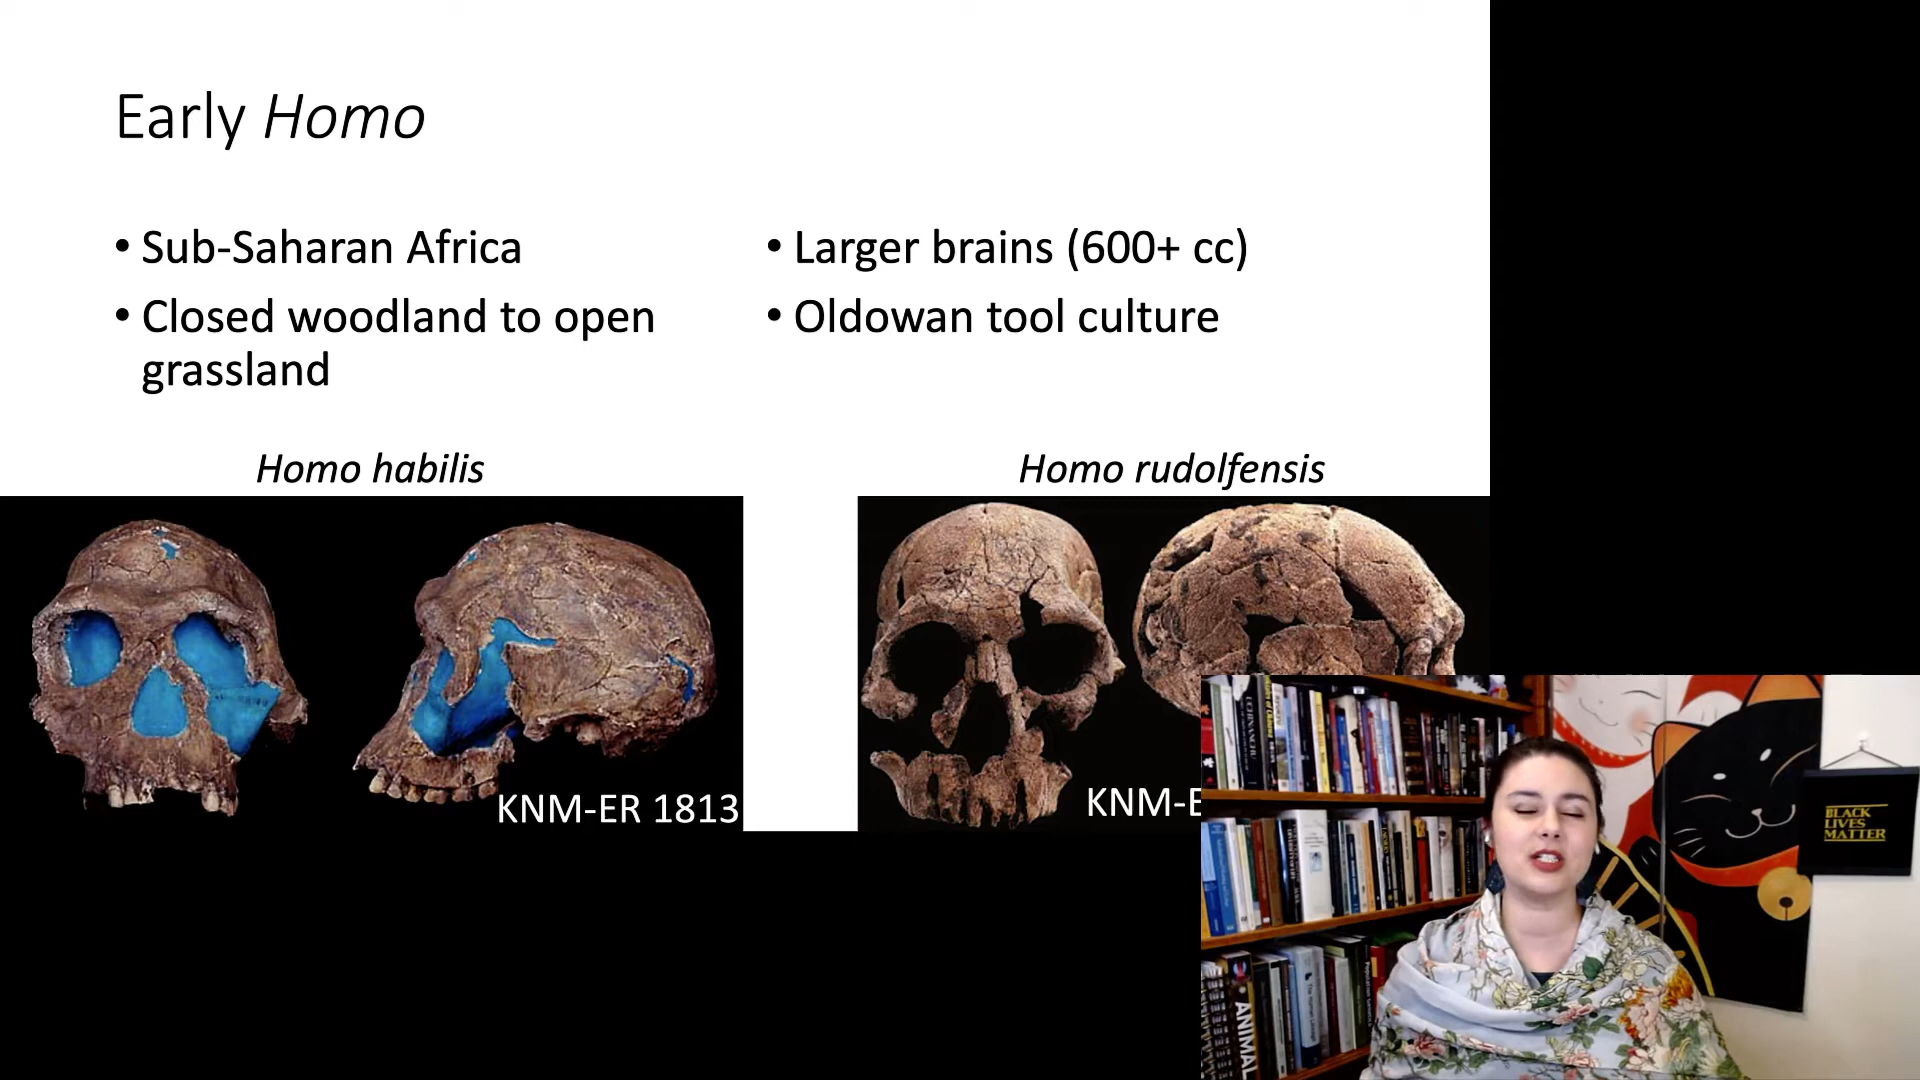 Early Homo
• Sub-Saharan Africa
• Closed woodland to open
grassland
• Larger brains (600+ cc)
• Oldowan tool culture
Homo habilis
Homo rudolfensis
KNM-ER 1813
KNM-E
BLACK
LIVES
MATTER
ANIMAL